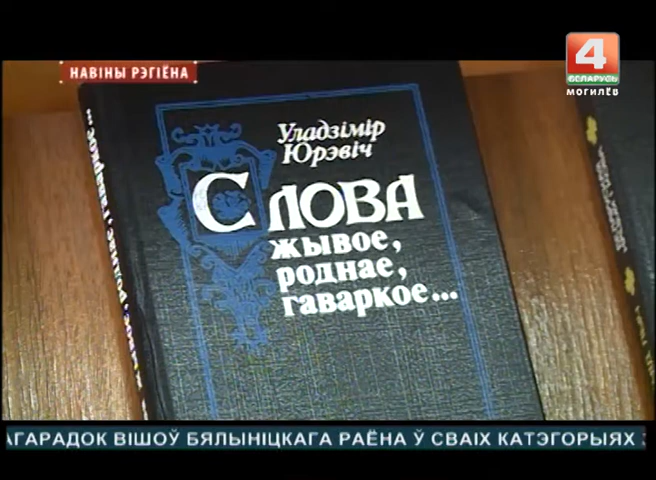 НАВІНЫ РЭГІЁНА
4
БЕЛАРУСЬ
МОГИЛЁВ
Уладзімір
Юрэвіч
СЛОВА
жывое,
роднае,
гаваркое...
АГАРАДОК ВІШОЎ БЯЛЫНІЦКАГА РАЁНА Ў СВАІХ КАТЭГОРЫЯХ